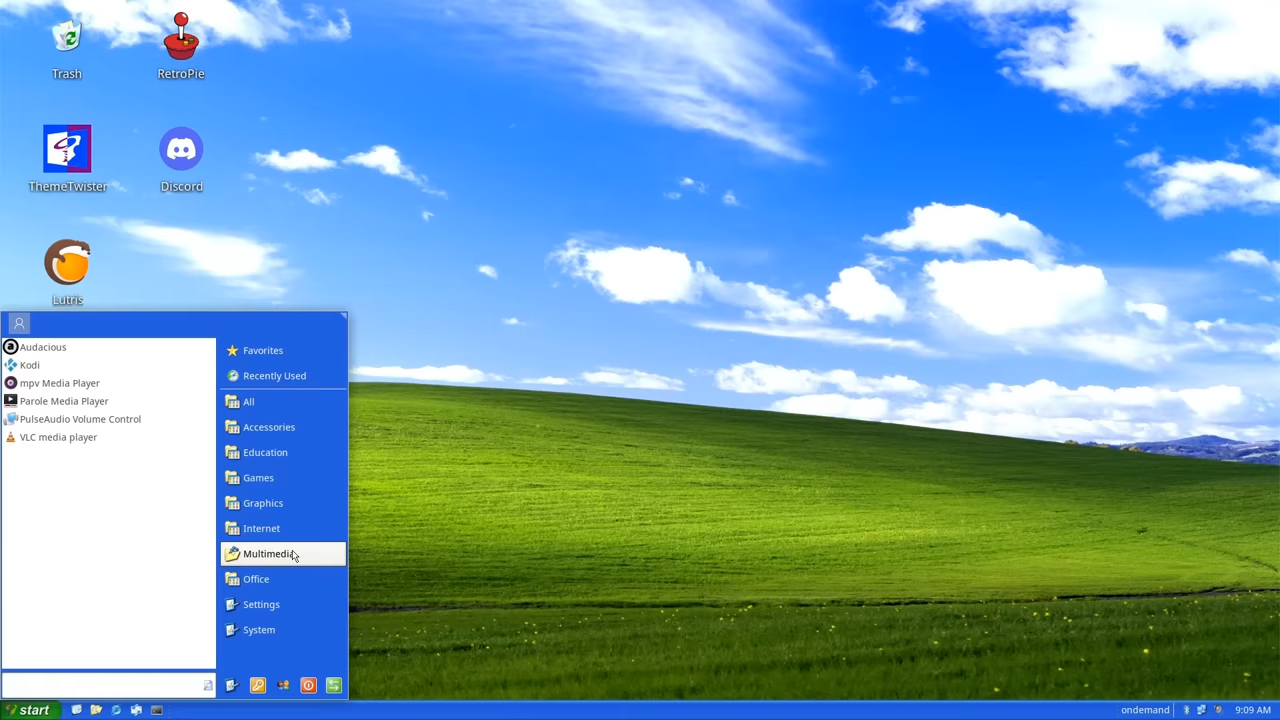 Trash
RetroPie
ThemeTwister
Discord
Lutris
Audacious
Kodi
mpv Media Player
Parole Media Player
PulseAudio Volume Control
VLC media player
Favorites
Recently Used
All
Accessories
Education
Games
Graphics
Internet
Multimedia
Office
Settings
System
start
ondemand
9:09 AM